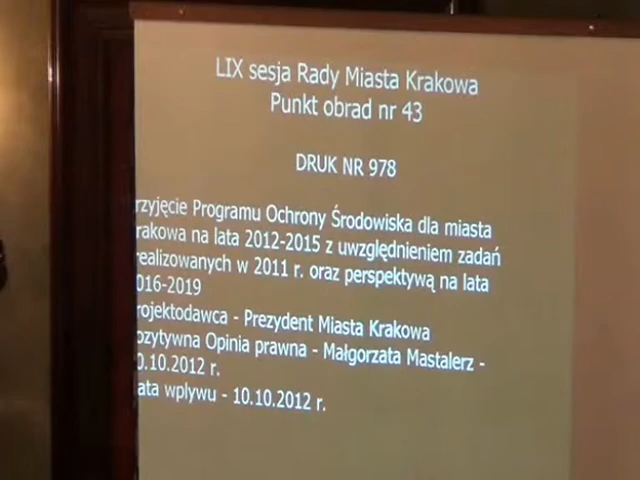 LIX sesja Rady Miasta Krakowa
Punkt obrad nr 43
DRUK NR 978
rzyjęcie Programu Ochrony Środowiska dla miasta
rakowa na lata 2012-2015 z uwzględnieniem zadań
realizowanych w 2011 r. oraz perspektywą na lata
016-2019
rojektodawca - Prezydent Miasta Krakowa
ozytywna Opinia prawna - Małgorzata Mastalerz -
0.10.2012 r.
ata wpływu - 10.10.2012 r.